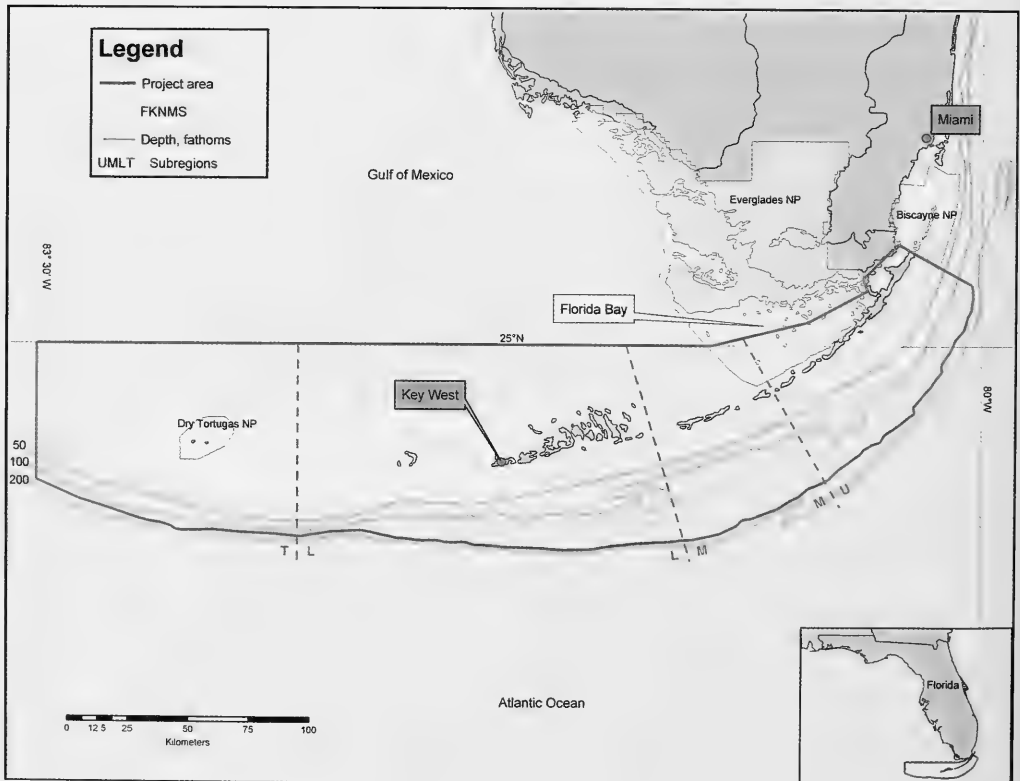 Legend
Project area
FKNMS
Depth, fathoms
UMLT Subregions
Miami
Gulf of Mexico
Everglades NP
Biscayne NP
83° 30'W
Florida Bay
25°N
Key West
80°W
Dry Tortugas NP
50
100
200
M U
T L
L M
Florida
Atlantic Ocean
0 12 5 25 50 75 100
Kilometers